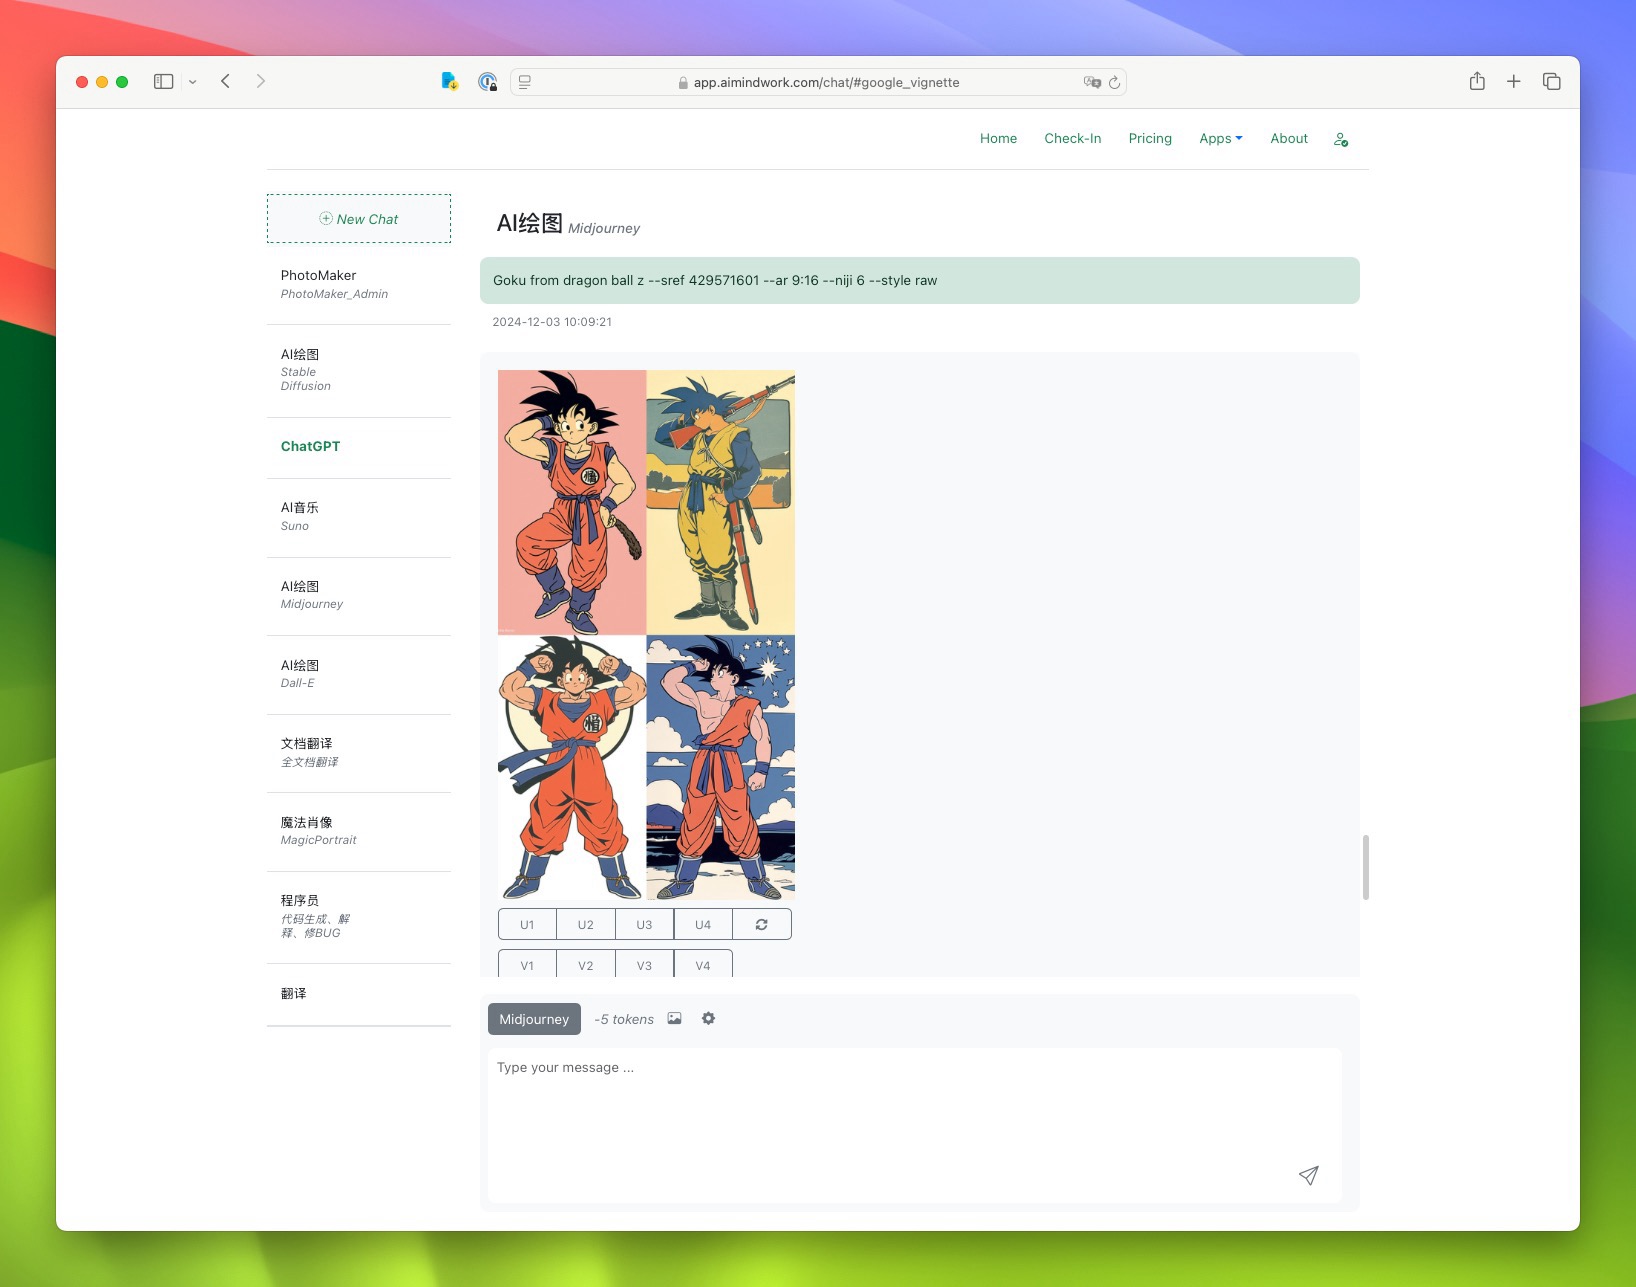 app.aimindwork.com/chat/#google_vignette
Home Check-In Pricing Apps About
New Chat
PhotoMaker
PhotoMaker_Admin
AI绘图
Stable
Diffusion
ChatGPT
AI音乐
Suno
AI绘图
Midjourney
AI绘图
Dall-E
文档翻译
全文档翻译
魔法肖像
MagicPortrait
程序员
代码生成、解
释、修BUG
翻译
AI绘图 Midjourney
Goku from dragon ball z --sref 429571601 --ar 9:16 --niji 6 --style raw
2024-12-03 10:09:21
U1 U2 U3 U4
V1 V2 V3 V4
Midjourney -5 tokens
Type your message ...